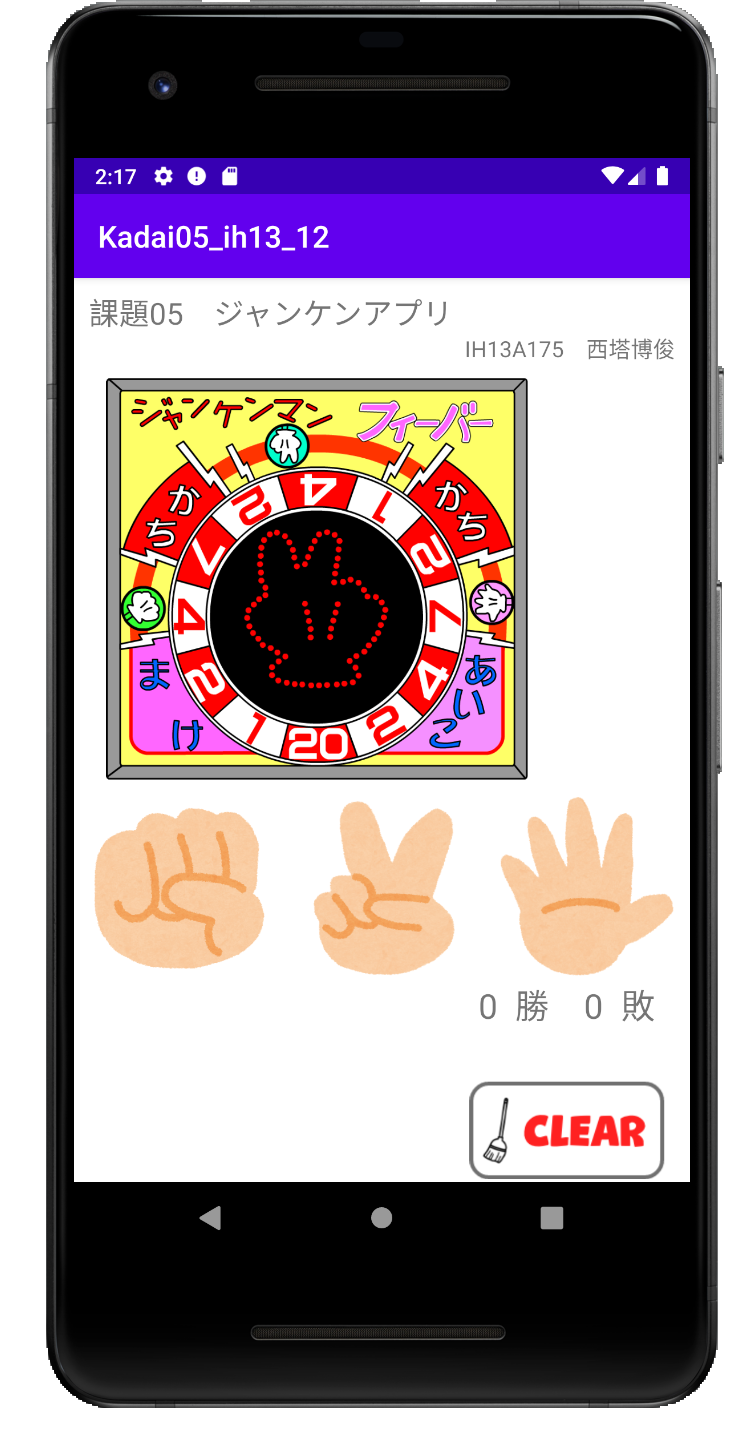 2:17
Kadai05_ih13_12
課題05　ジャンケンアプリ
IH13A175　西塔博俊
ジャンケンマン フィーバー
かち
かち
2 4 1 2 7 4 2 20 1 2 4 7
まけ
あいこ
0 勝 0 敗
CLEAR